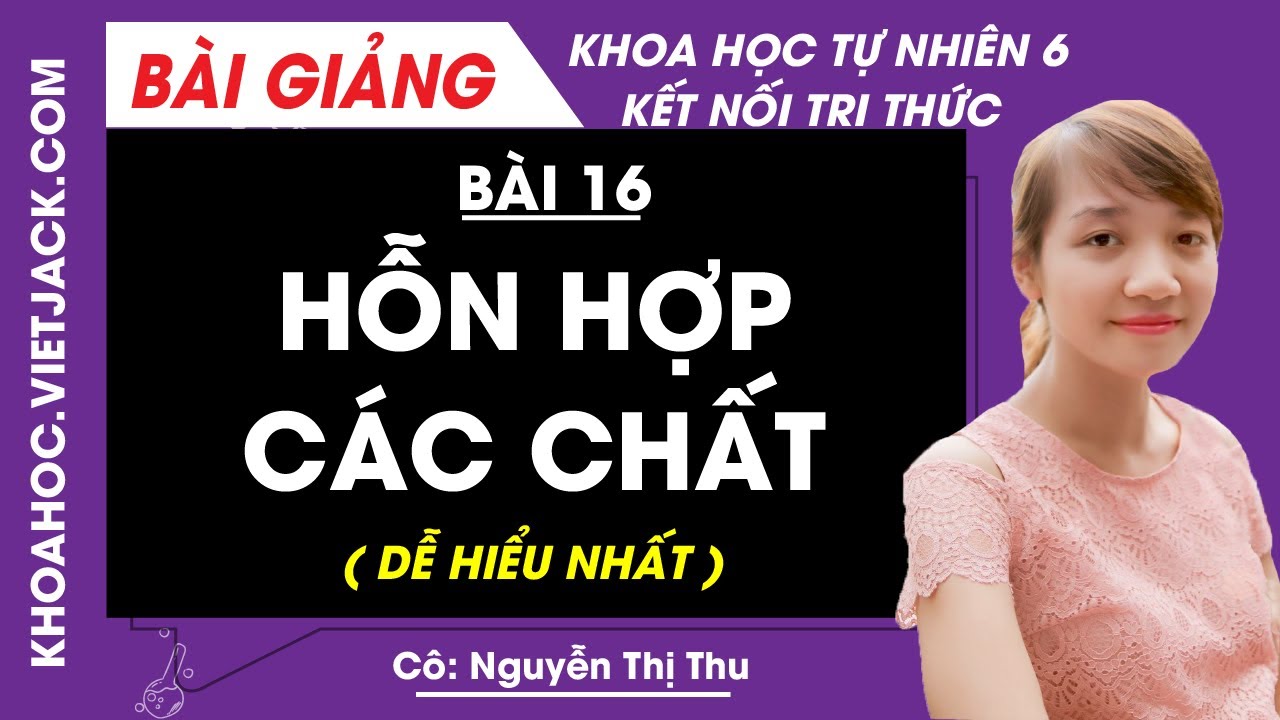 KHOAHOC.VIETJACK.COM
BÀI GIẢNG
KHOA HỌC TỰ NHIÊN 6
KẾT NỐI TRI THỨC
BÀI 16
HỖN HỢP
CÁC CHẤT
( DỄ HIỂU NHẤT )
Cô: Nguyễn Thị Thu